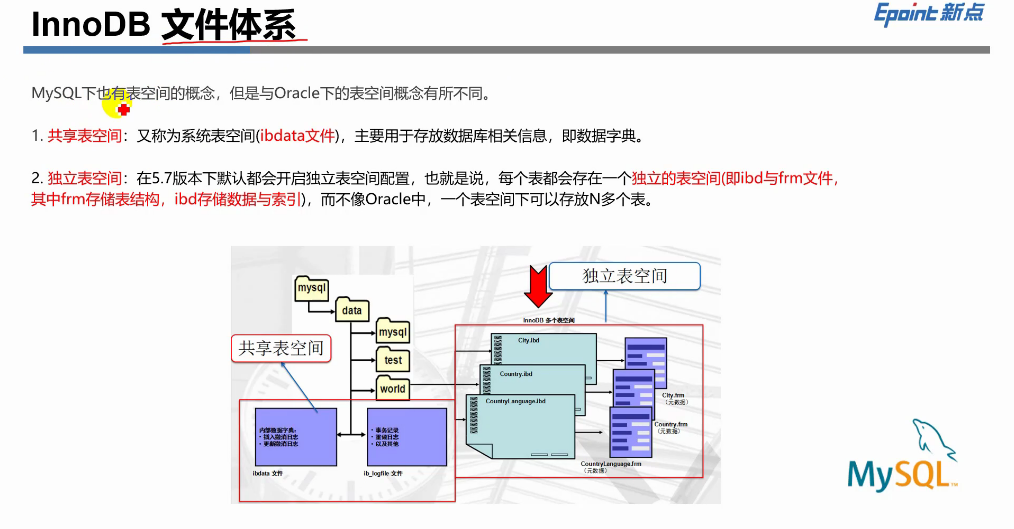 InnoDB 文件体系
Epoint 新点
MySQL下也有表空间的概念，但是与Oracle下的表空间概念有所不同。
1. 共享表空间：又称为系统表空间(ibdata文件)，主要用于存放数据库相关信息，即数据字典。
2. 独立表空间：在5.7版本下默认都会开启独立表空间配置，也就是说，每个表都会存在一个独立的表空间(即ibd与frm文件，
其中frm存储表结构，ibd存储数据与索引)，而不像Oracle中，一个表空间下可以存放N多个表。
独立表空间
mysql
data
mysql
test
world
共享表空间
InnoDB 多个表空间
City.ibd
Country.ibd
CountryLanguage.ibd
City.frm
（元数据）
Country.frm
（元数据）
CountryLanguage.frm
（元数据）
内部数据字典：
• 插入撤消日志
• 更新撤消日志
ibdata 文件
• 事务记录
• 撤消日志
• 以及其他
ib_logfile 文件
MySQL™